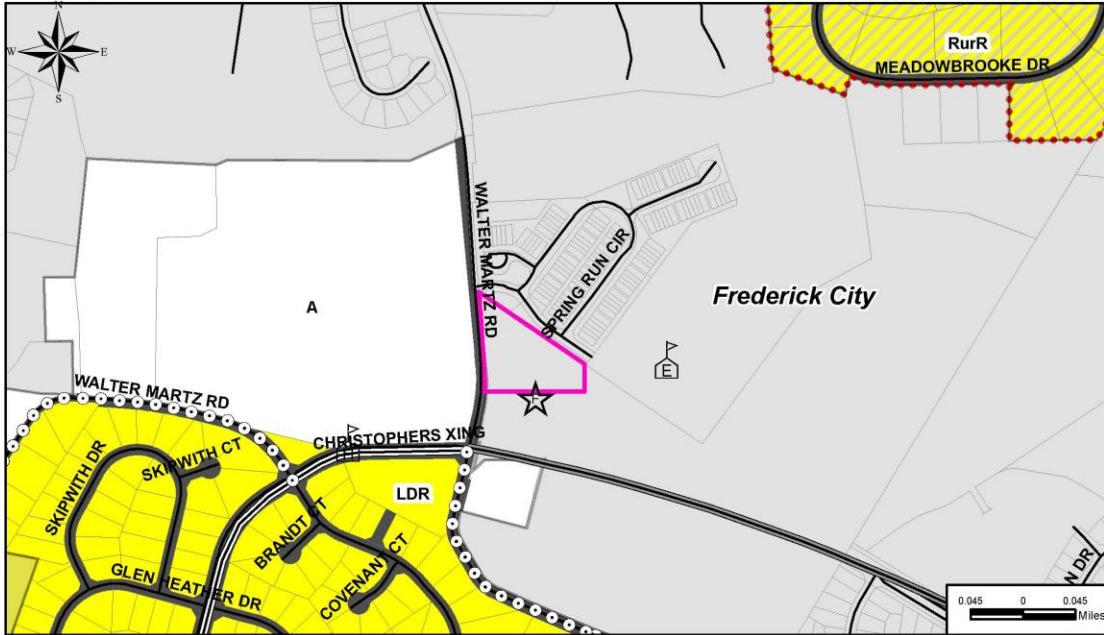 N
W
E
S
RurR
MEADOWBROOKE DR
WALTER MARTZ RD
SPRING RUN CIR
Frederick City
A
E
F
WALTER MARTZ RD
CHRISTOPHERS XING
SKIPWITH CT
SKIPWITH DR
LDR
BRANDT CT
COVENANT CT
GLEN HEATHER DR
N DR
0.045 0 0.045
Miles